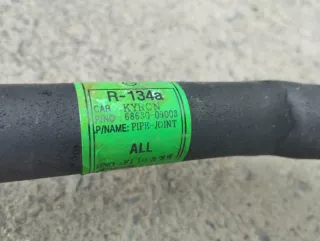 R-134a
CAR : KYRON
P/NO : 68630-09003
P/NAME: PIPE-JOINT
ALL